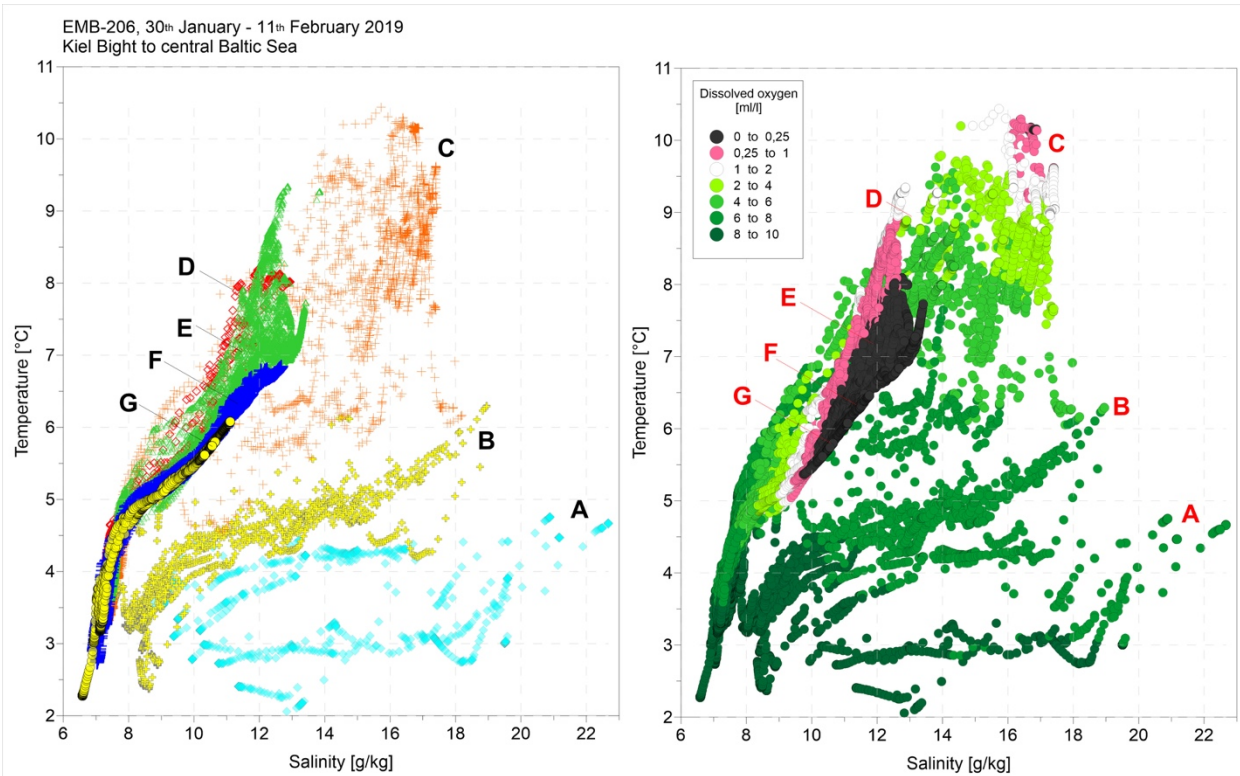 EMB-206, 30th January - 11th February 2019
Kiel Bight to central Baltic Sea
11
10
9
8
7
6
5
4
3
2
Temperature [°C]
6
8
10
12
14
16
18
20
22
Salinity [g/kg]
C
D
E
F
G
B
A
11
10
9
8
7
6
5
4
3
2
Temperature [°C]
6
8
10
12
14
16
18
20
22
Salinity [g/kg]
Dissolved oxygen
[ml/l]
0 to 0,25
0,25 to 1
1 to 2
2 to 4
4 to 6
6 to 8
8 to 10
C
D
E
F
G
B
A